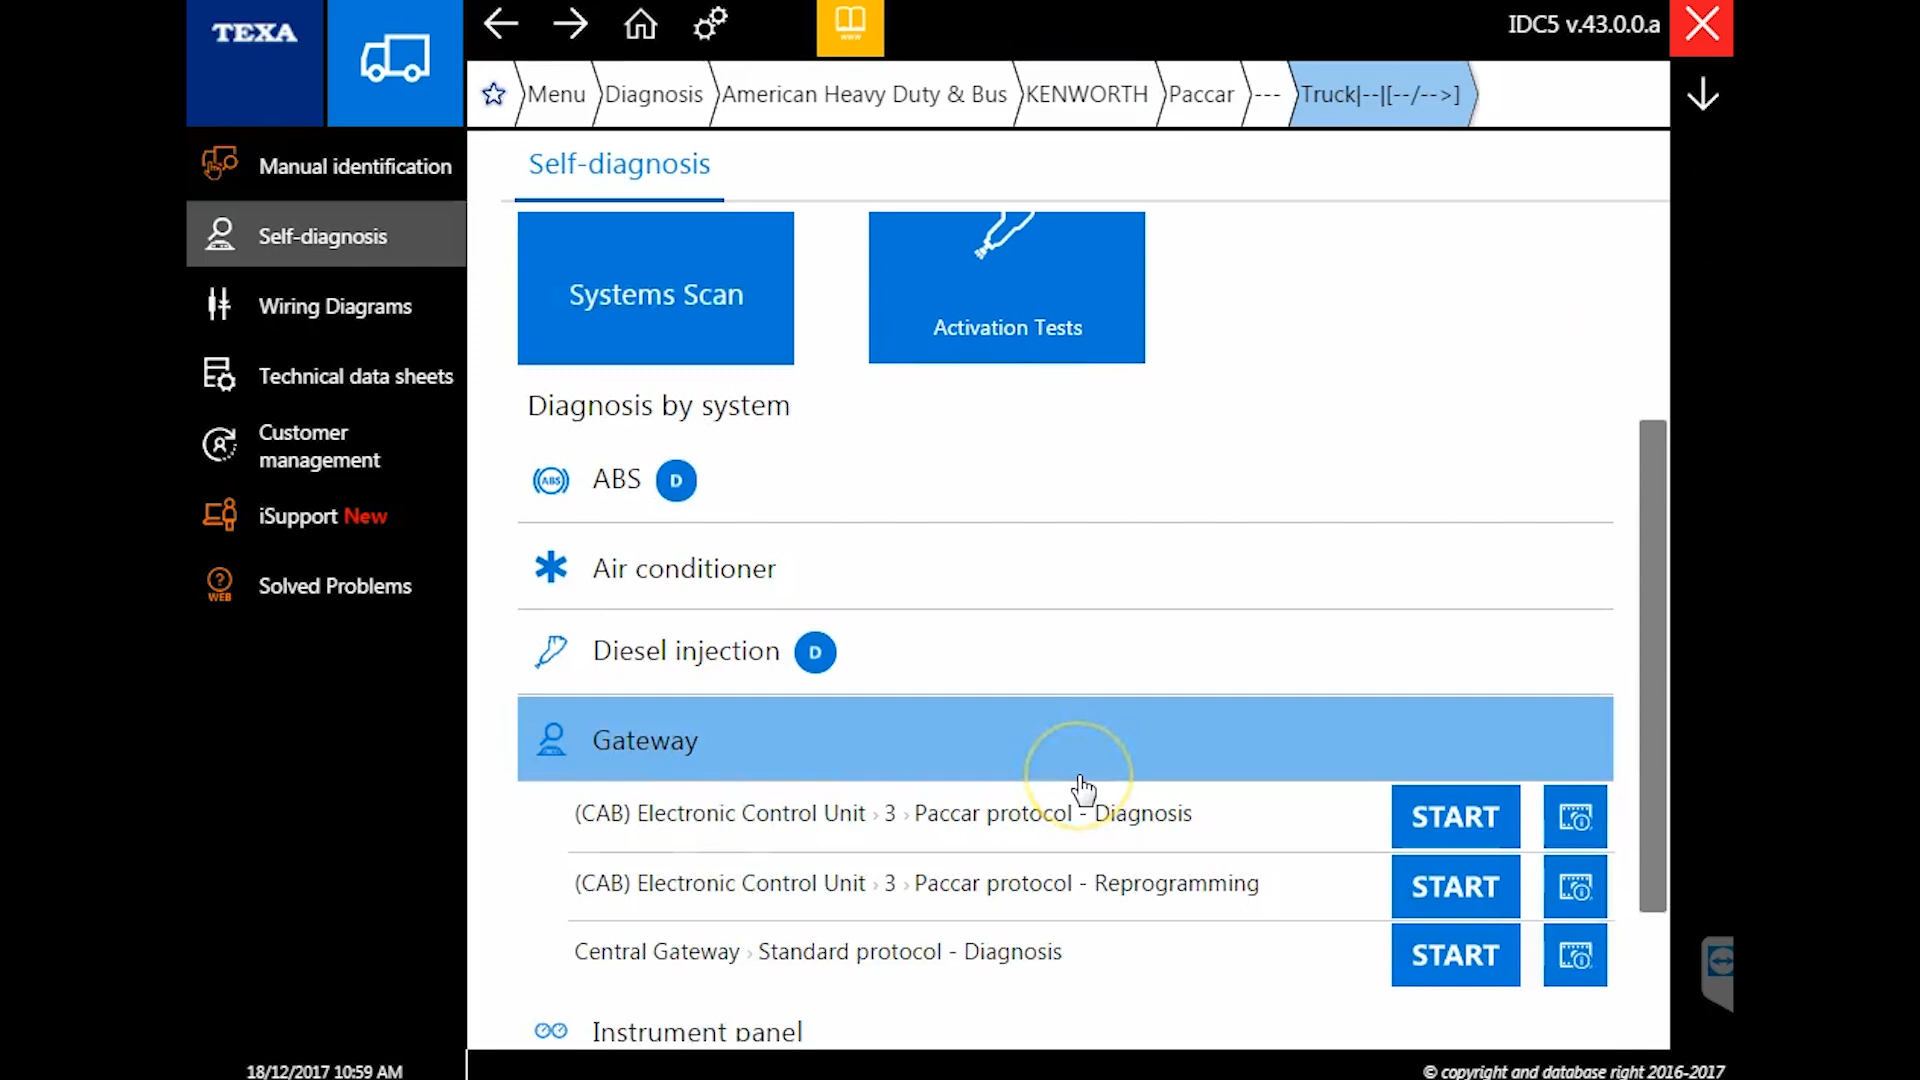 TEXA
www
IDC5 v.43.0.0.a
Menu
Diagnosis
American Heavy Duty & Bus
KENWORTH
Paccar
---
Truck|--|[--/-->]
Manual identification
Self-diagnosis
Wiring Diagrams
Technical data sheets
Customer
management
iSupport New
WEB
Solved Problems
Self-diagnosis
Systems Scan
Activation Tests
Diagnosis by system
ABS
ABS D
Air conditioner
Diesel injection D
Gateway
(CAB) Electronic Control Unit › 3 › Paccar protocol - Diagnosis START
(CAB) Electronic Control Unit › 3 › Paccar protocol - Reprogramming START
Central Gateway › Standard protocol - Diagnosis START
Instrument panel
18/12/2017 10:59 AM
© copyright and database right 2016-2017